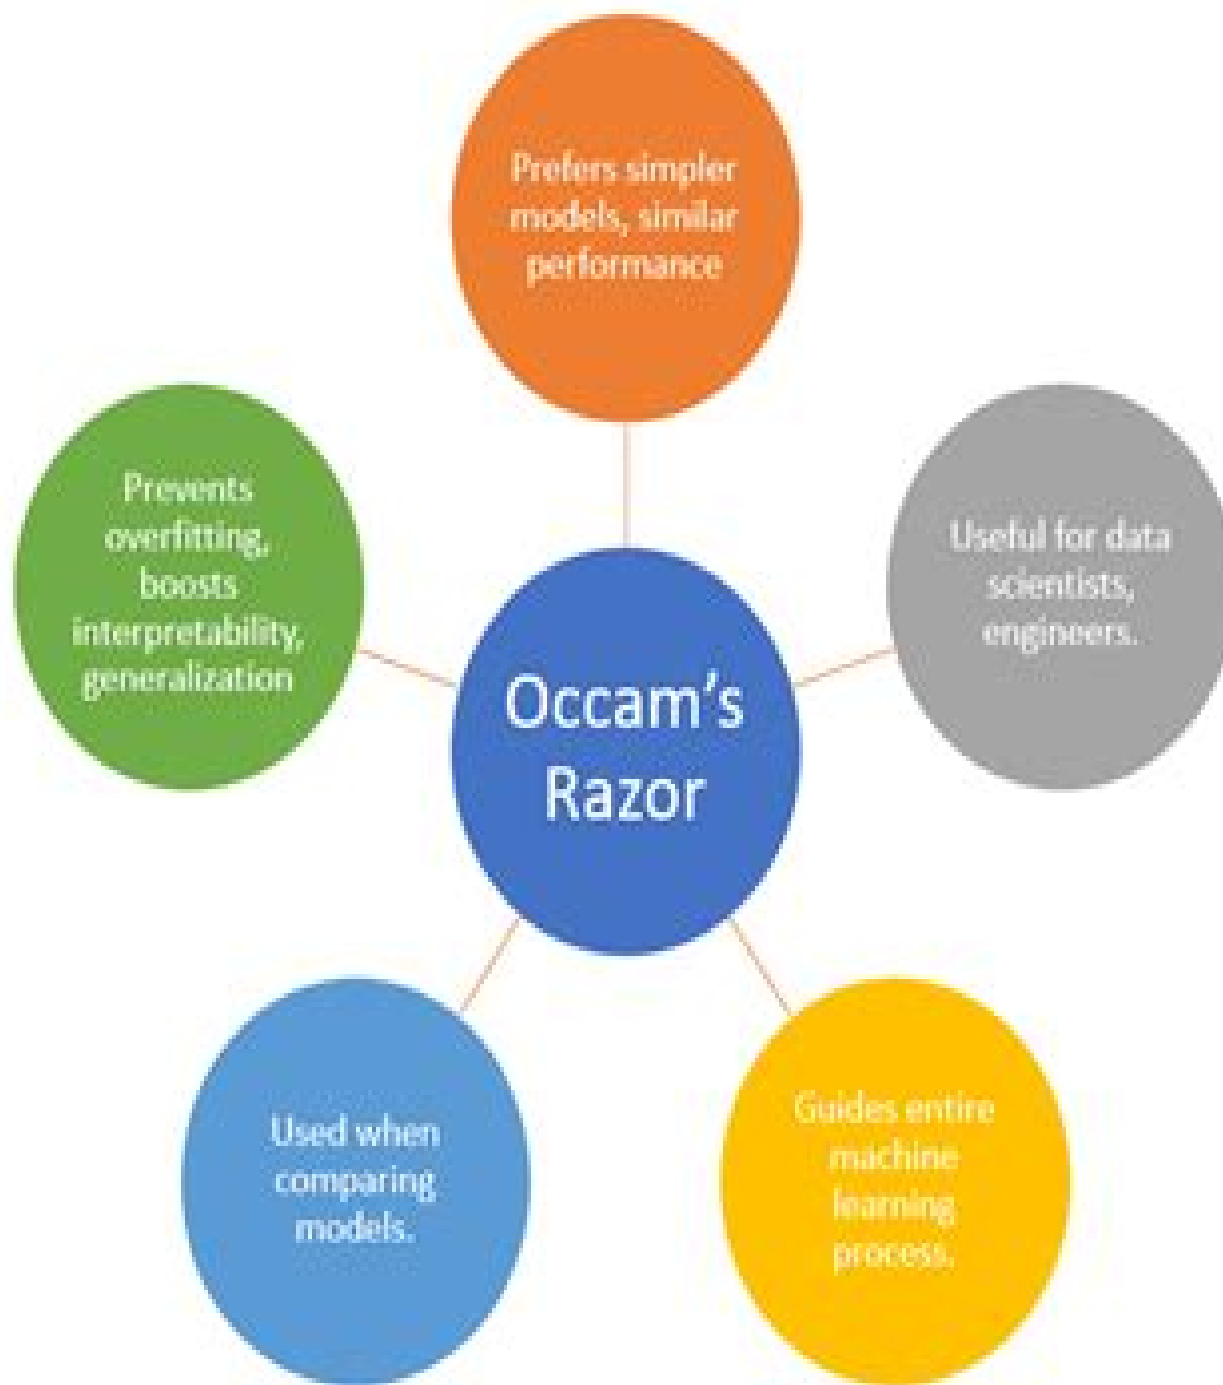 Prefers simpler
models, similar
performance
Prevents
overfitting,
boosts
interpretability,
generalization
Useful for data
scientists,
engineers.
Occam’s
Razor
Used when
comparing
models.
Guides entire
machine
learning
process.